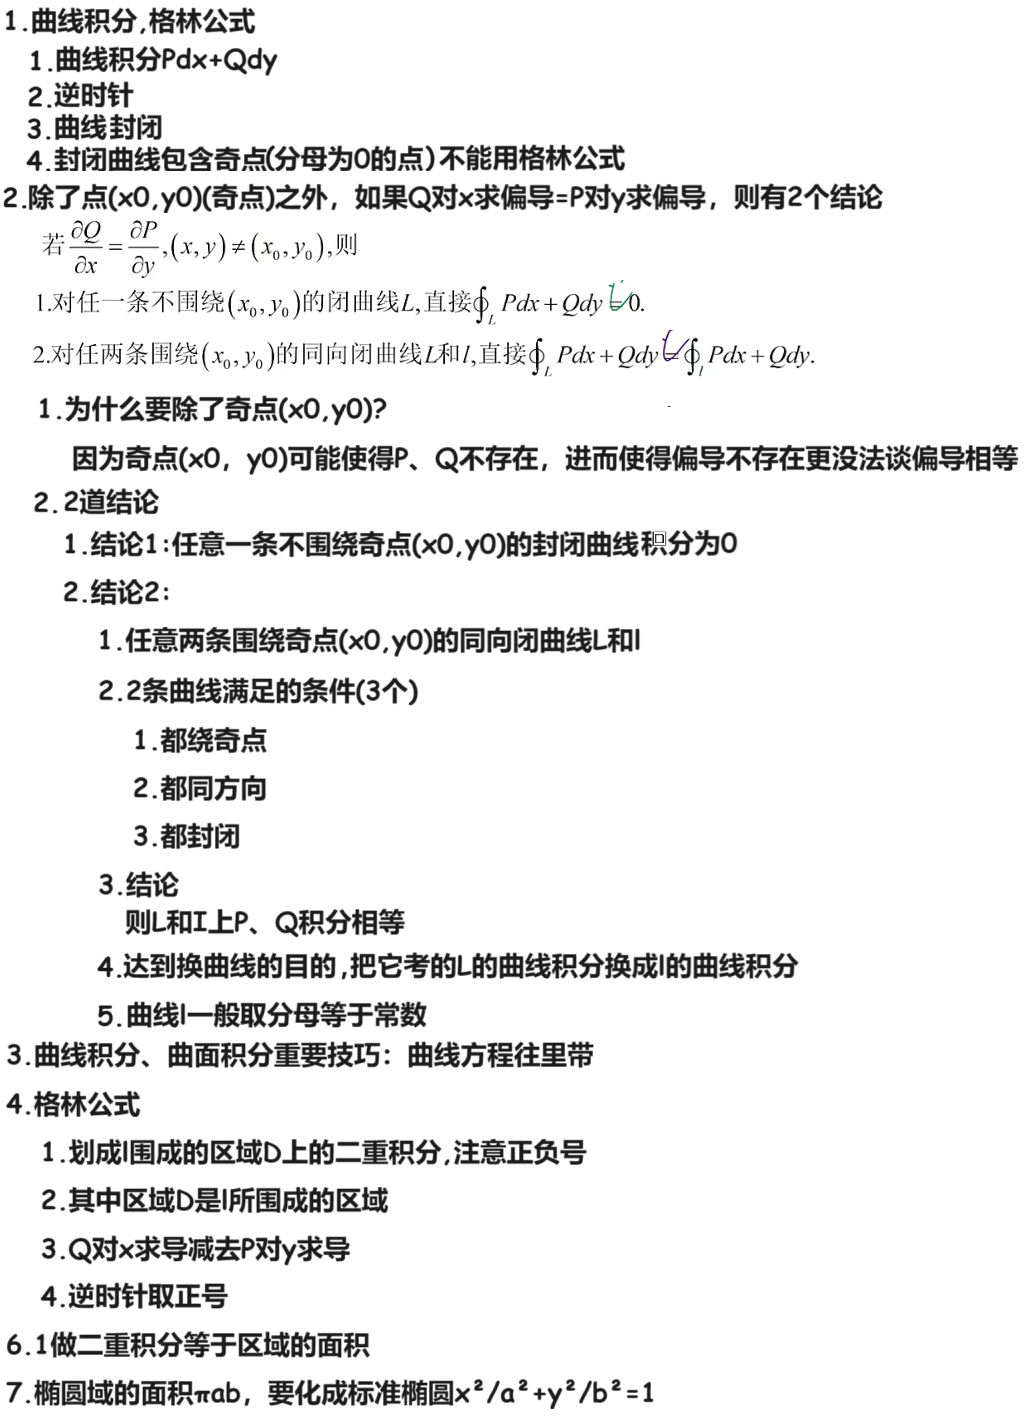 1.曲线积分,格林公式
1.曲线积分Pdx+Qdy
2.逆时针
3.曲线封闭
4.封闭曲线包含奇点(分母为0的点)不能用格林公式
2.除了点(x0,y0)(奇点)之外，如果Q对x求偏导=P对y求偏导，则有2个结论
若∂Q/∂x=∂P/∂y,(x,y)≠(x₀,y₀),则
1.对任一条不围绕(x₀,y₀)的闭曲线L,直接∮_L Pdx+Qdy=0.
2.对任两条围绕(x₀,y₀)的同向闭曲线L和l,直接∮_L Pdx+Qdy=∮_l Pdx+Qdy.
1.为什么要除了奇点(x0,y0)?
因为奇点(x0，y0)可能使得P、Q不存在，进而使得偏导不存在更没法谈偏导相等
2.2道结论
1.结论1:任意一条不围绕奇点(x0,y0)的封闭曲线积分为0
2.结论2:
1.任意两条围绕奇点(x0,y0)的同向闭曲线L和l
2.2条曲线满足的条件(3个)
1.都绕奇点
2.都同方向
3.都封闭
3.结论
则L和I上P、Q积分相等
4.达到换曲线的目的,把它考的L的曲线积分换成l的曲线积分
5.曲线l一般取分母等于常数
3.曲线积分、曲面积分重要技巧：曲线方程往里带
4.格林公式
1.划成l围成的区域D上的二重积分,注意正负号
2.其中区域D是l所围成的区域
3.Q对x求导减去P对y求导
4.逆时针取正号
6.1做二重积分等于区域的面积
7.椭圆域的面积πab，要化成标准椭圆x²/a²+y²/b²=1